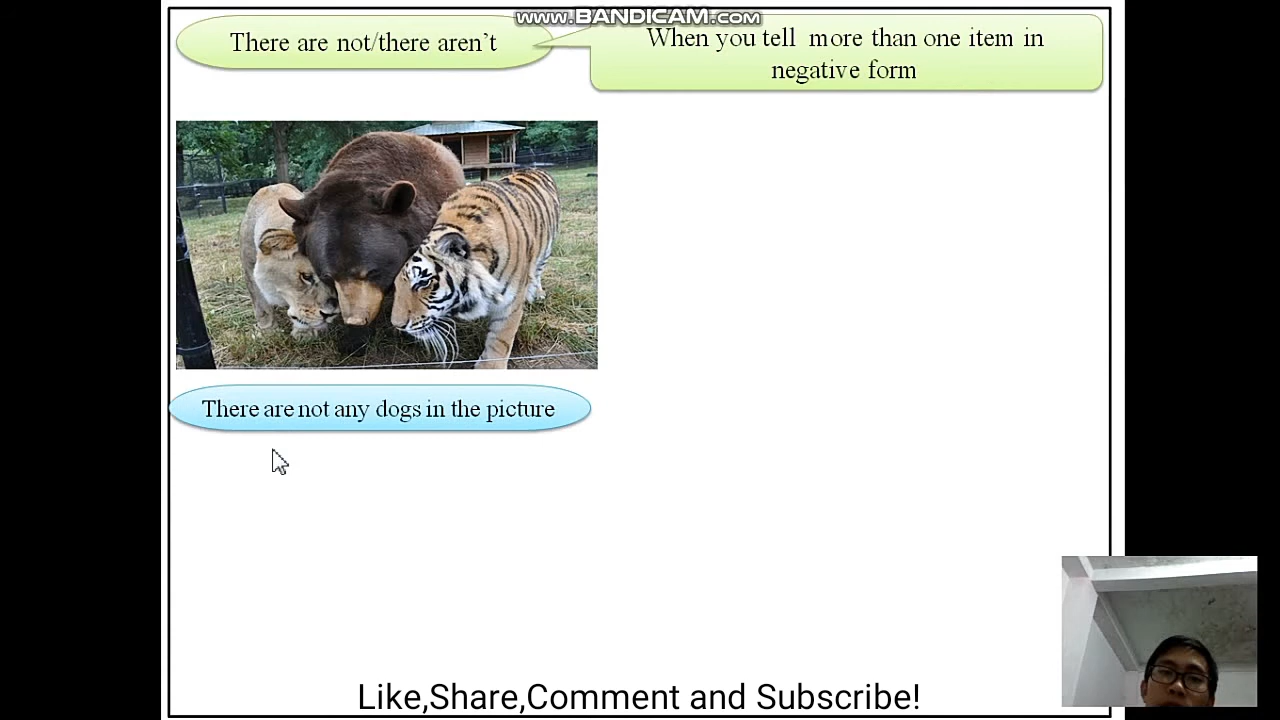 www.BANDICAM.com
There are not/there aren't
When you tell more than one item in
negative form
There are not any dogs in the picture
Like,Share,Comment and Subscribe!